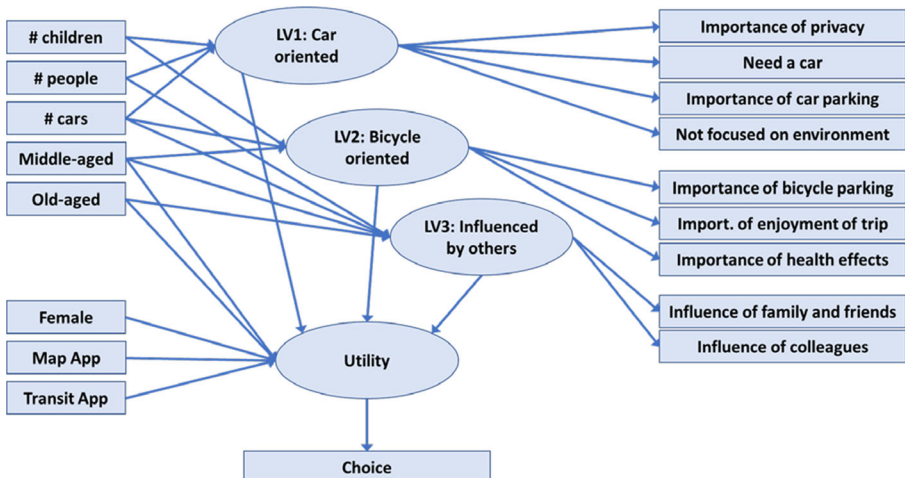 # children
# people
# cars
Middle-aged
Old-aged
Female
Map App
Transit App
LV1: Car
oriented
LV2: Bicycle
oriented
LV3: Influenced
by others
Utility
Choice
Importance of privacy
Need a car
Importance of car parking
Not focused on environment
Importance of bicycle parking
Import. of enjoyment of trip
Importance of health effects
Influence of family and friends
Influence of colleagues